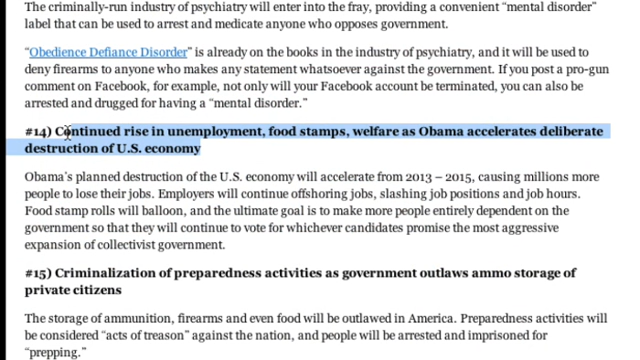 The criminally-run industry of psychiatry will enter into the fray, providing a convenient “mental disorder”
label that can be used to arrest and medicate anyone who opposes government.
“Obedience Defiance Disorder” is already on the books in the industry of psychiatry, and it will be used to
deny firearms to anyone who makes any statement whatsoever against the government. If you post a pro-gun
comment on Facebook, for example, not only will your Facebook account be terminated, you can also be
arrested and drugged for having a “mental disorder.”
#14) Continued rise in unemployment, food stamps, welfare as Obama accelerates deliberate
destruction of U.S. economy
Obama’s planned destruction of the U.S. economy will accelerate from 2013 – 2015, causing millions more
people to lose their jobs. Employers will continue offshoring jobs, slashing job positions and job hours.
Food stamp rolls will balloon, and the ultimate goal is to make more people entirely dependent on the
government so that they will continue to vote for whichever candidates promise the most aggressive
expansion of collectivist government.
#15) Criminalization of preparedness activities as government outlaws ammo storage of
private citizens
The storage of ammunition, firearms and even food will be outlawed in America. Preparedness activities will
be considered “acts of treason” against the nation, and people will be arrested and imprisoned for
“prepping.”